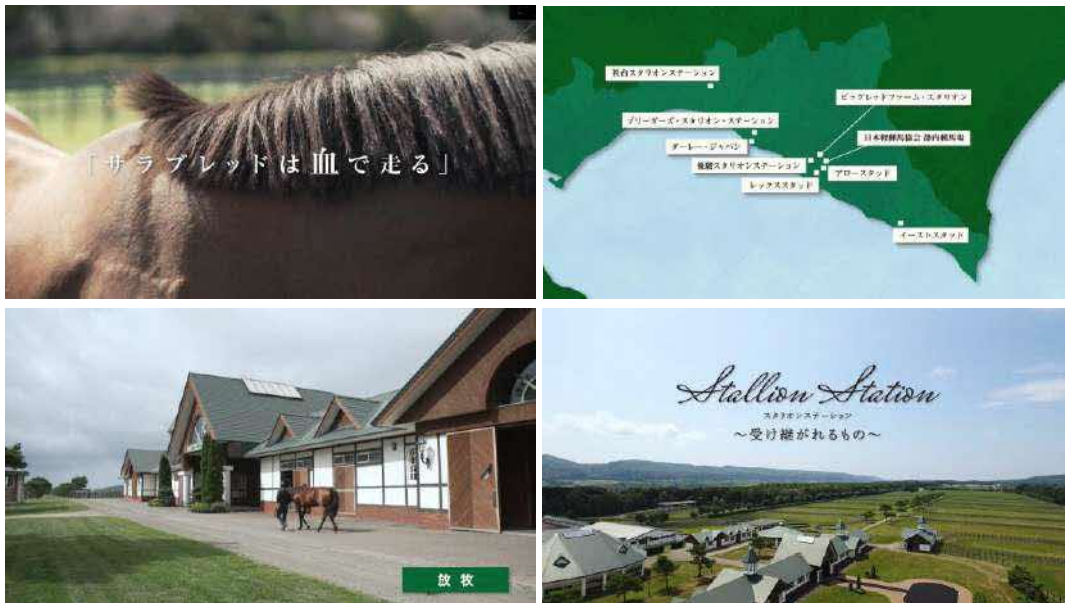 「サラブレッドは血で走る」
社台スタリオンステーション
ビッグレッドファーム・スタリオン
ブリーダーズ・スタリオン・ステーション
日本軽種馬協会 静内種馬場
ダーレー・ジャパン
優駿スタリオンステーション
アロースタッド
レックススタッド
イーストスタッド
放牧
Stallion Station
スタリオンステーション
〜受け継がれるもの〜